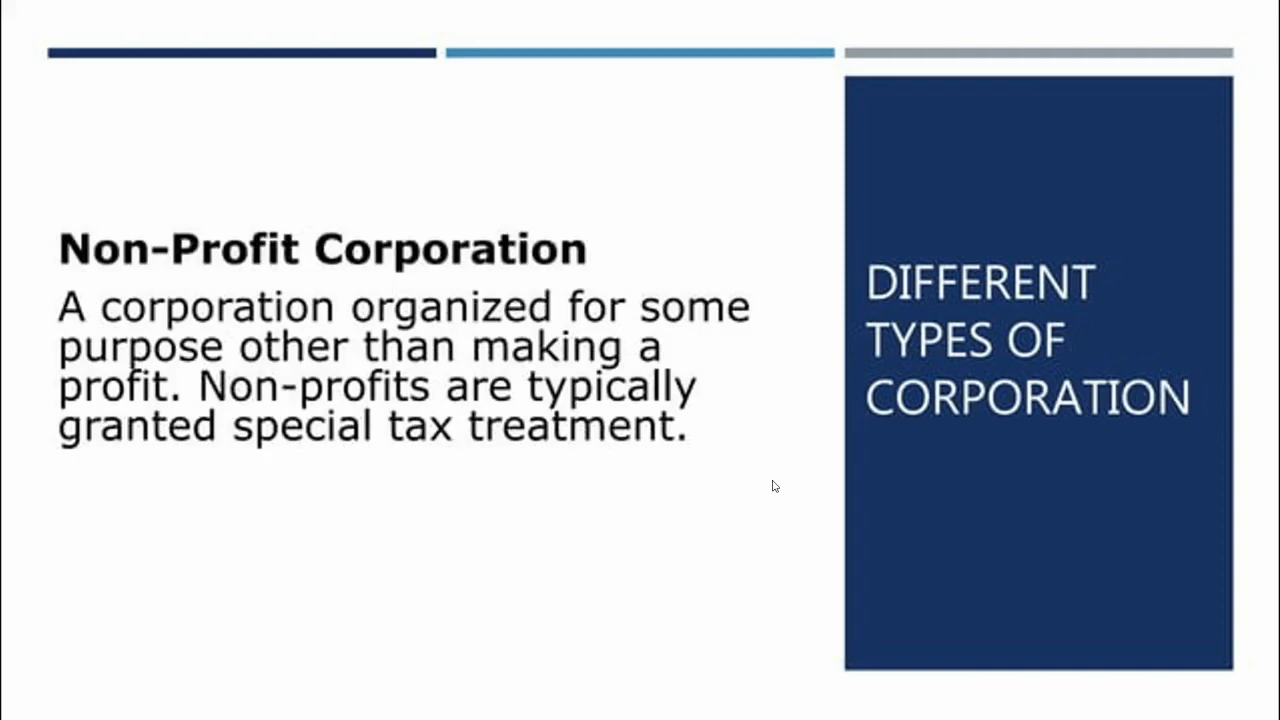 Non-Profit Corporation
A corporation organized for some
purpose other than making a
profit. Non-profits are typically
granted special tax treatment.
DIFFERENT
TYPES OF
CORPORATION